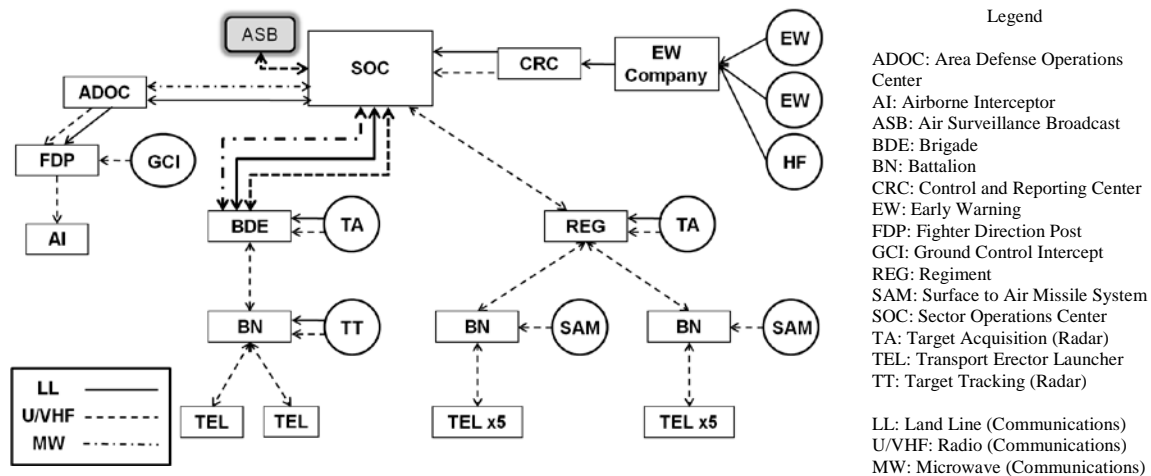 ASB
SOC
CRC
EW
Company
EW
EW
HF
ADOC
FDP
GCI
AI
BDE
TA
REG
TA
BN
TT
BN
SAM
BN
SAM
TEL
TEL
TEL x5
TEL x5
LL
U/VHF
MW
Legend
ADOC: Area Defense Operations
Center
AI: Airborne Interceptor
ASB: Air Surveillance Broadcast
BDE: Brigade
BN: Battalion
CRC: Control and Reporting Center
EW: Early Warning
FDP: Fighter Direction Post
GCI: Ground Control Intercept
REG: Regiment
SAM: Surface to Air Missile System
SOC: Sector Operations Center
TA: Target Acquisition (Radar)
TEL: Transport Erector Launcher
TT: Target Tracking (Radar)
LL: Land Line (Communications)
U/VHF: Radio (Communications)
MW: Microwave (Communications)